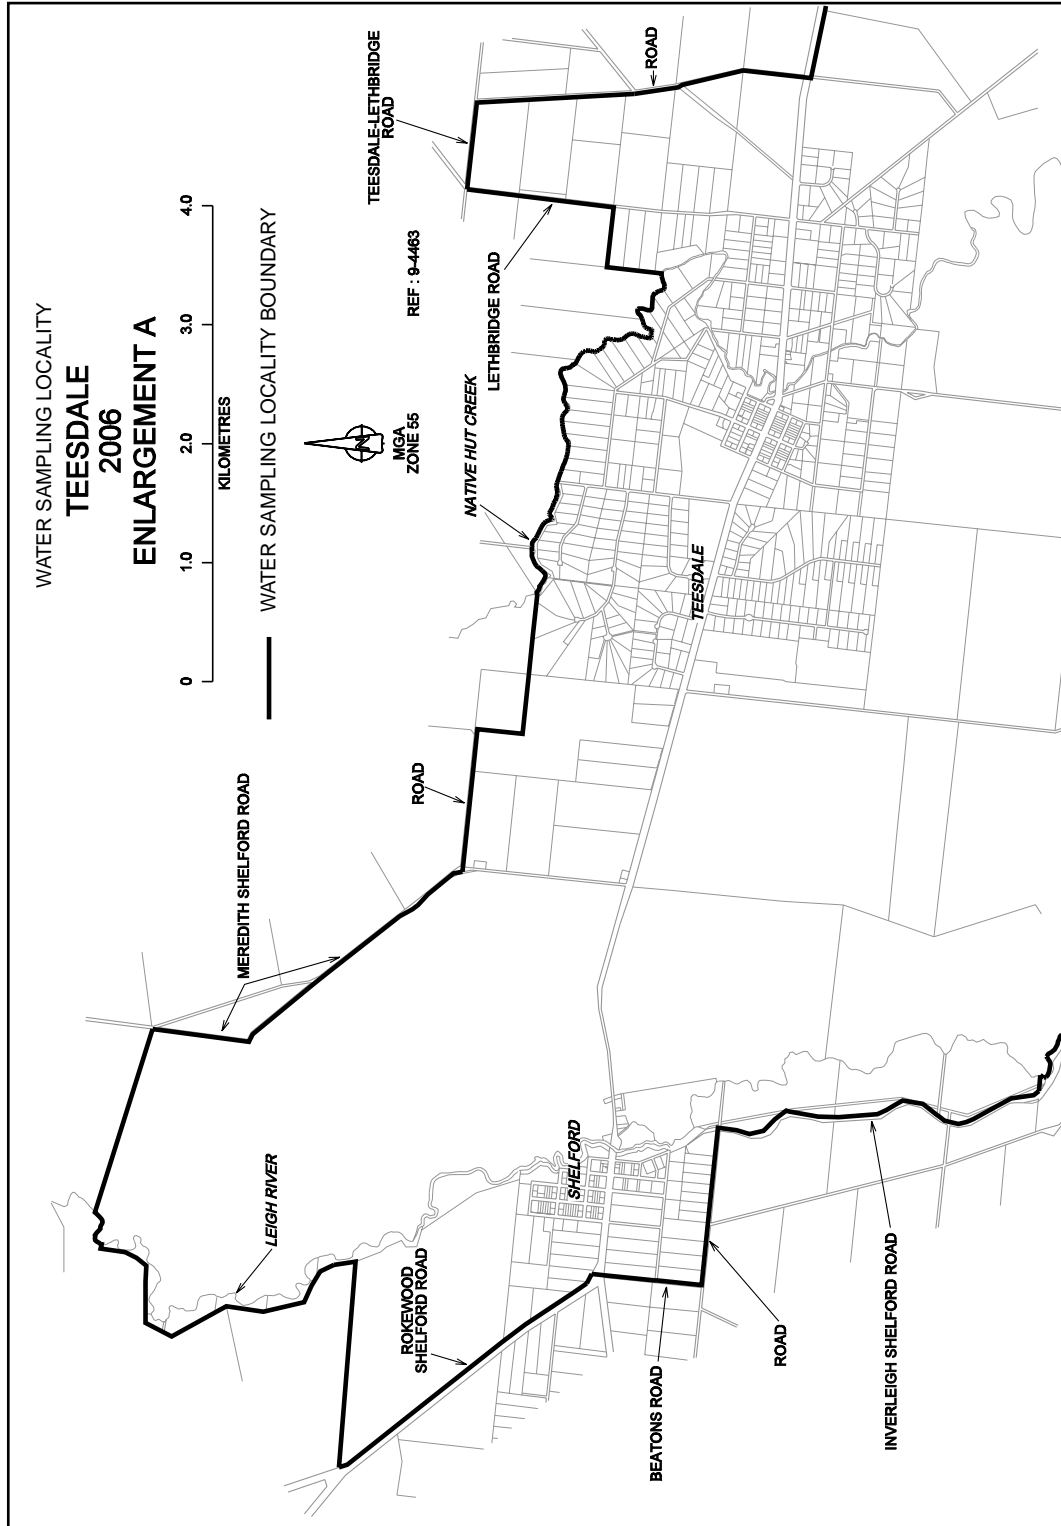 WATER SAMPLING LOCALITY
TEESDALE
2006
ENLARGEMENT A
0
1.0
2.0
3.0
4.0
KILOMETRES
WATER SAMPLING LOCALITY BOUNDARY
N
MGA
ZONE 55
REF : 9-4463
TEESDALE-LETHBRIDGE
ROAD
MEREDITH SHELFORD ROAD
LEIGH RIVER
ROAD
NATIVE HUT CREEK
LETHBRIDGE ROAD
ROAD
ROKEWOOD
SHELFORD ROAD
SHELFORD
TEESDALE
BEATONS ROAD
ROAD
INVERLEIGH SHELFORD ROAD